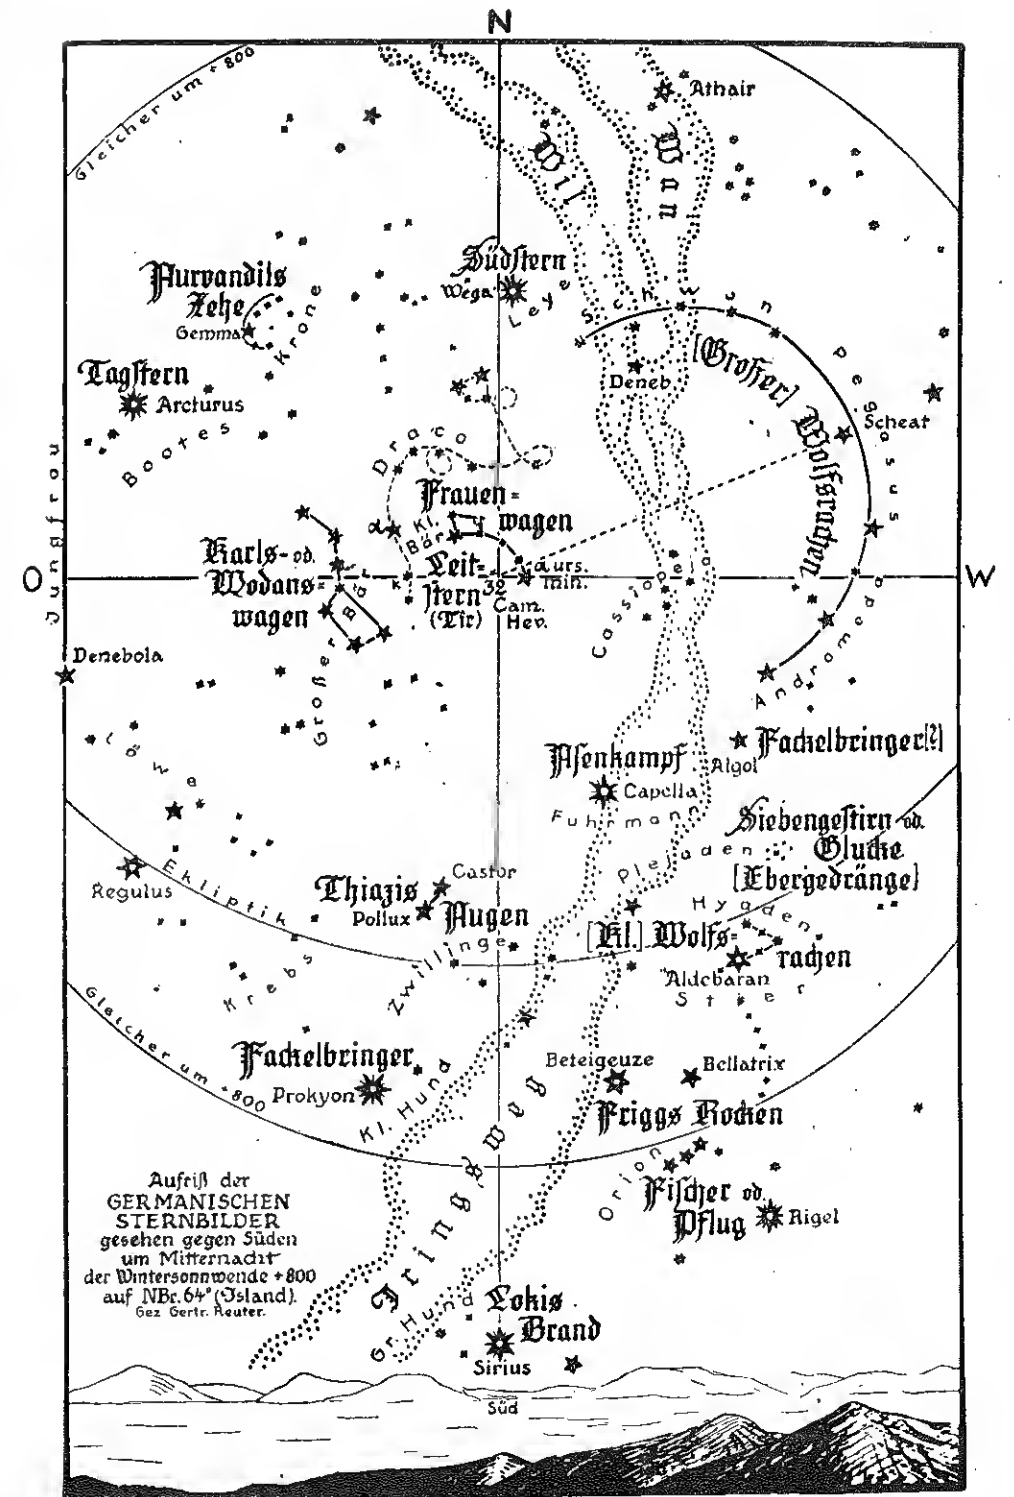 N
Gleicher um +800
Athair
Wil
Wan
Aurvandils
Zehe
Gemma
Krone
Südstern
Wega
Leye
Schwan
Tagstern
Arcturus
Bootes
Deneb
[Großer] Wolfsrachen
Pegasus
Scheat
Draco
Frauen=
wagen
α
Kl.
Bär
Jungfrau
Karls- od.
Wodans=
wagen
Großer Bär
κ
Leit=
stern
(Tir)
α urs.
min.
32
Cam.
Hev.
O
W
Cassiopeia
Andromeda
Denebola
Löwe
Asenkampf
Capella
Fuhrmann
Fackelbringer[?]
Algol
Siebengestirn od.
Glucke
[Ebergedränge]
Plejaden
Regulus
Ekliptik
Castor
Thiazis
Pollux
Augen
Zwillinge
Hyaden
[Kl.] Wolfs=
rachen
Aldebaran
Stier
Krebs
Gleicher um +800
Fackelbringer
Prokyon
Kl. Hund
Beteigeuze
Bellatrix
Friggs Rocken
Iringsweg
Orion
Fischer od.
Pflug
Rigel
Aufriß der
GERMANISCHEN
STERNBILDER
gesehen gegen Süden
um Mitternacht
der Wintersonnwende +800
auf NBr. 64° (Island).
Gez Gertr. Reuter.
Gr. Hund
Lokis
Brand
Sirius
Süd